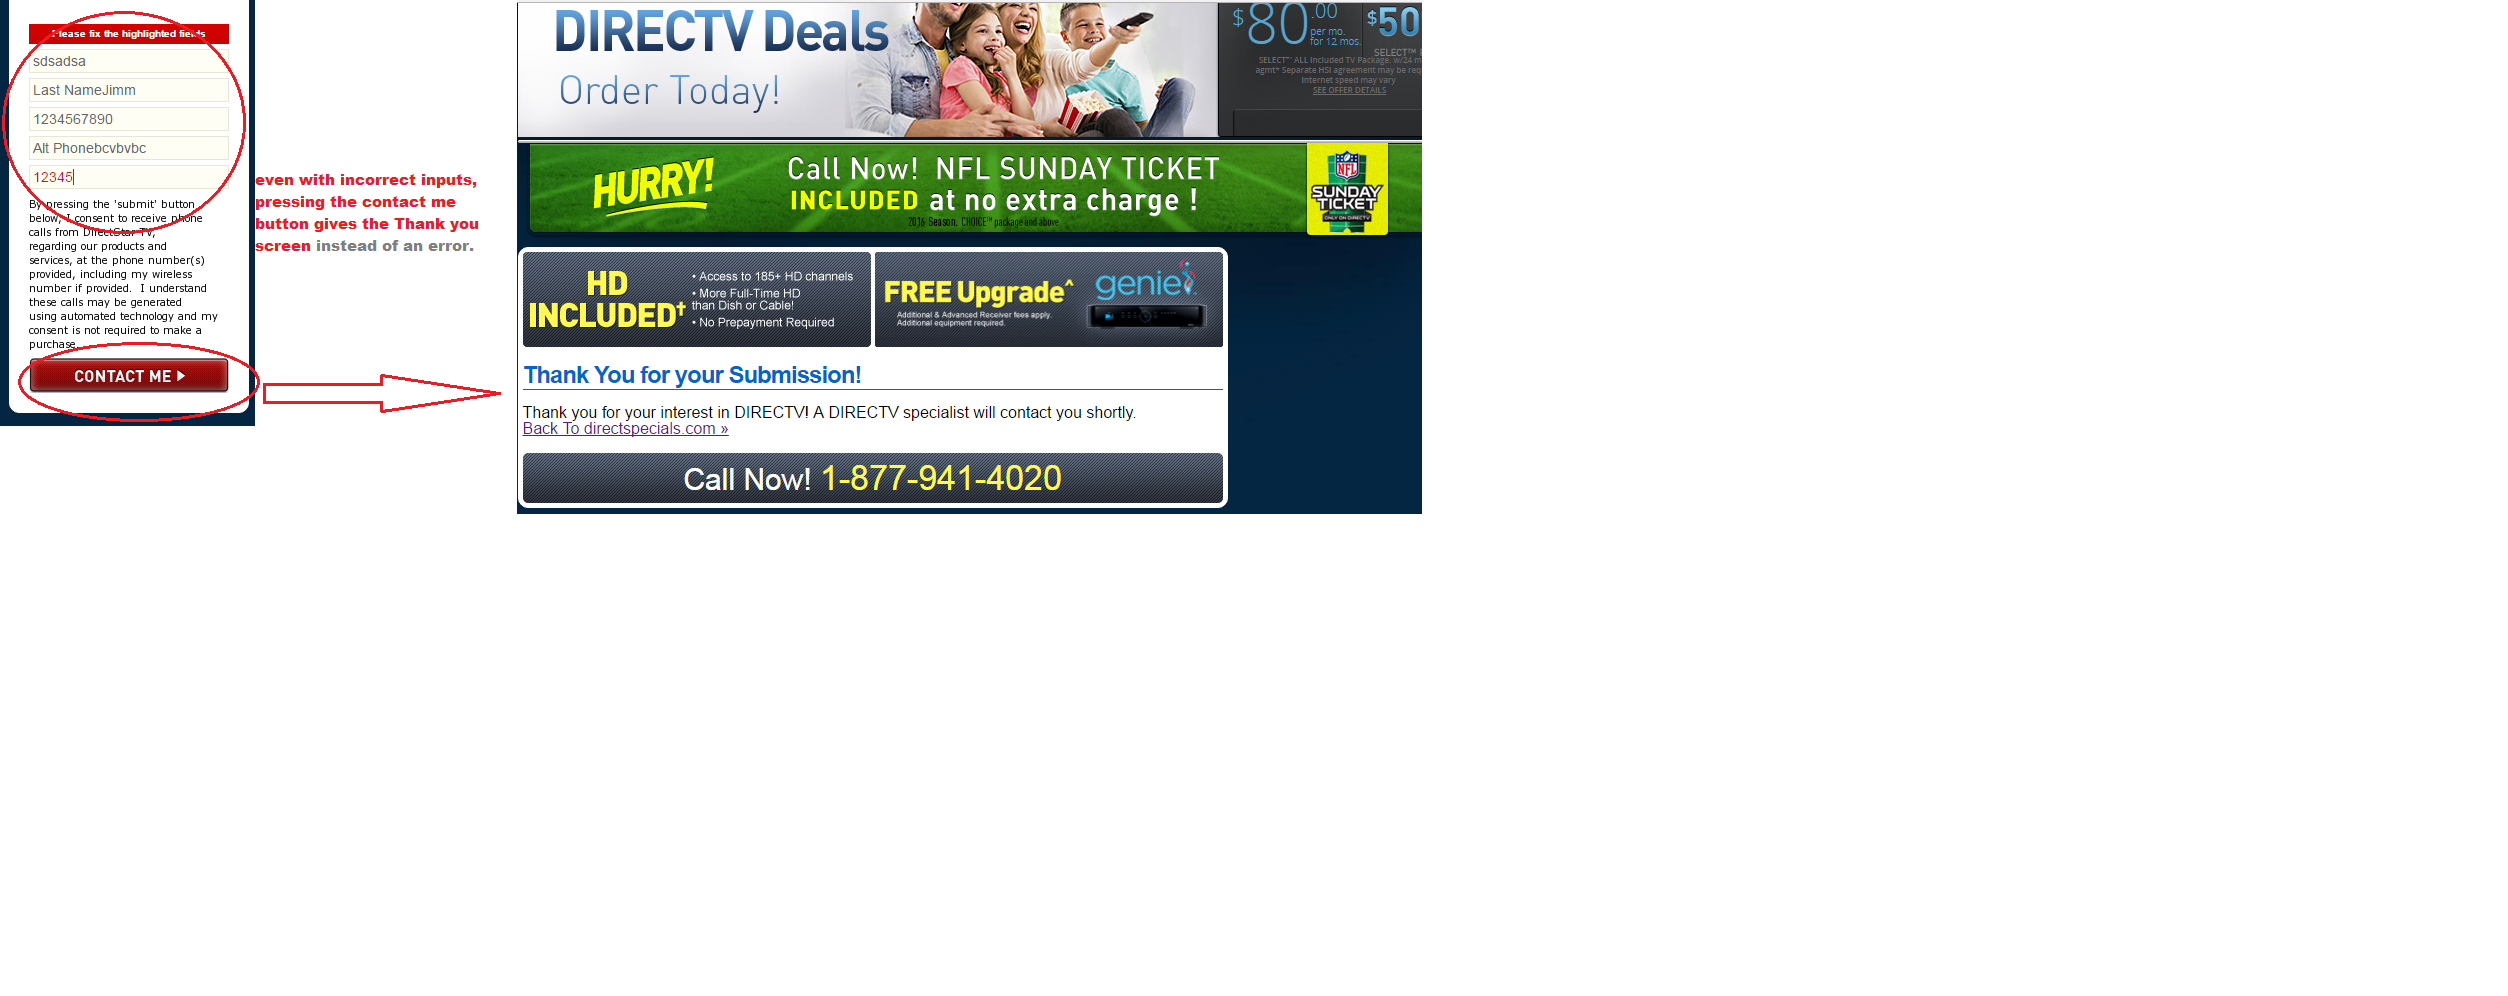 Please fix the highlighted fields
sdsadsa
Last NameJimm
1234567890
Alt Phonebcvbvbc
12345
By pressing the 'submit' button
below, I consent to receive phone
calls from DirectStar TV,
regarding our products and
services, at the phone number(s)
provided, including my wireless
number if provided.  I understand
these calls may be generated
using automated technology and my
consent is not required to make a
purchase.
CONTACT ME
even with incorrect inputs,
pressing the contact me
button gives the Thank you
screen instead of an error.
DIRECTV Deals
Order Today!
$80.00
per mo.
for 12 mos.
$50
SELECT™
SELECT™ ALL Included TV Package. w/24 m
agmt* Separate HSI agreement may be req
Internet speed may vary
SEE OFFER DETAILS
HURRY!
Call Now! NFL SUNDAY TICKET
INCLUDED at no extra charge !
2016 Season. CHOICE™ package and above
NFL
SUNDAY
TICKET
ONLY ON DIRECTV
HD
INCLUDED†
• Access to 185+ HD channels
• More Full-Time HD
than Dish or Cable!
• No Prepayment Required
FREE Upgrade^
Additional & Advanced Receiver fees apply.
Additional equipment required.
genie
Thank You for your Submission!
Thank you for your interest in DIRECTV! A DIRECTV specialist will contact you shortly.
Back To directspecials.com »
Call Now! 1-877-941-4020